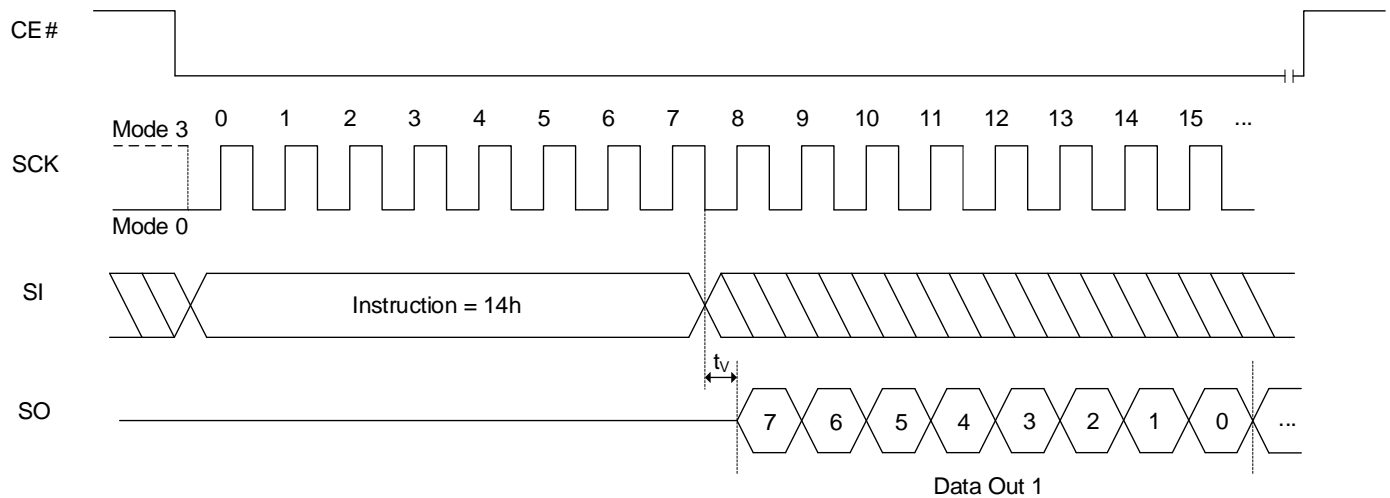 CE#
0 1 2 3 4 5 6 7 8 9 10 11 12 13 14 15 ...
Mode 3
SCK
Mode 0
SI
Instruction = 14h
tV
SO
7 6 5 4 3 2 1 0 ...
Data Out 1